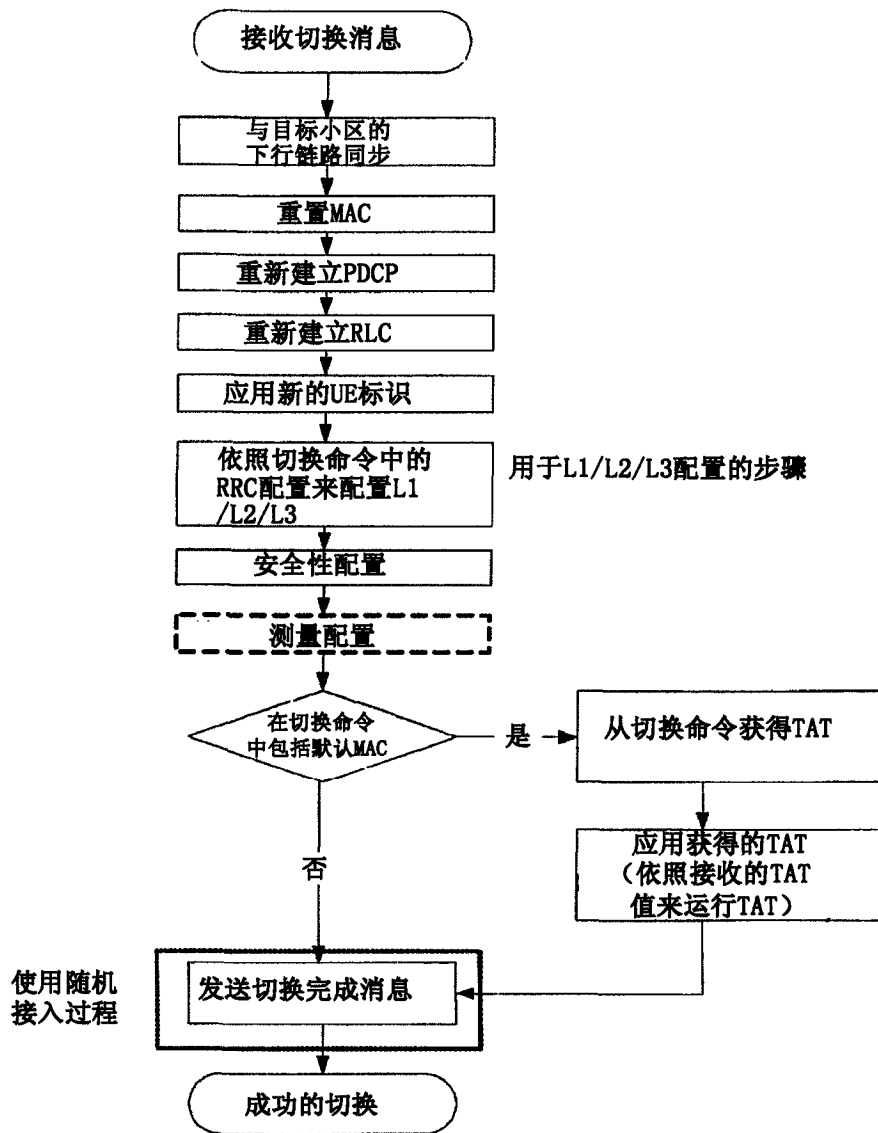 接收切换消息
与目标小区的
下行链路同步
重置MAC
重新建立PDCP
重新建立RLC
应用新的UE标识
依照切换命令中的
RRC配置来配置L1
/L2/L3
用于L1/L2/L3配置的步骤
安全性配置
测量配置
在切换命令
中包括默认MAC
是
从切换命令获得TAT
应用获得的TAT
（依照接收的TAT
值来运行TAT）
否
使用随机
接入过程
发送切换完成消息
成功的切换